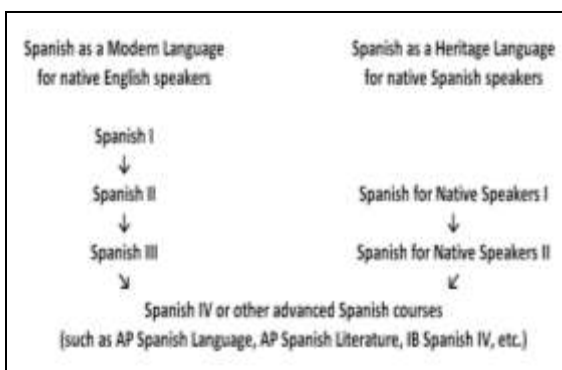 Spanish as a Modern Language
for native English speakers
Spanish as a Heritage Language
for native Spanish speakers
Spanish I
↓
Spanish II
↓
Spanish III
↘
Spanish for Native Speakers I
↓
Spanish for Native Speakers II
↙
Spanish IV or other advanced Spanish courses
(such as AP Spanish Language, AP Spanish Literature, IB Spanish IV, etc.)